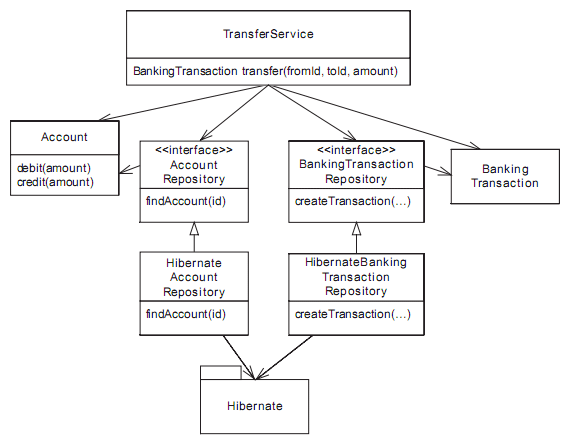 TransferService
BankingTransaction transfer(fromId, toId, amount)
Account
debit(amount)
credit(amount)
<<interface>>
Account
Repository
findAccount(id)
<<interface>>
BankingTransaction
Repository
createTransaction(...)
Banking
Transaction
Hibernate
Account
Repository
findAccount(id)
HibernateBanking
Transaction
Repository
createTransaction(...)
Hibernate